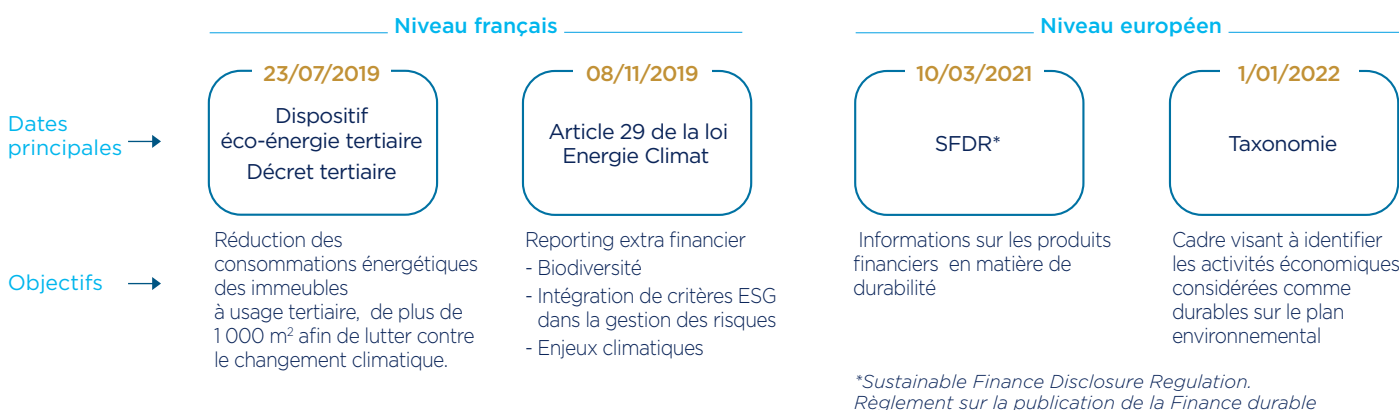 Niveau français
Niveau européen
Dates
principales
23/07/2019
Dispositif
éco-énergie tertiaire
Décret tertiaire
08/11/2019
Article 29 de la loi
Energie Climat
10/03/2021
SFDR*
1/01/2022
Taxonomie
Objectifs
Réduction des
consommations énergétiques
des immeubles
à usage tertiaire, de plus de
1 000 m² afin de lutter contre
le changement climatique.
Reporting extra financier
- Biodiversité
- Intégration de critères ESG
dans la gestion des risques
- Enjeux climatiques
Informations sur les produits
financiers en matière de
durabilité
Cadre visant à identifier
les activités économiques
considérées comme
durables sur le plan
environnemental
*Sustainable Finance Disclosure Regulation.
Règlement sur la publication de la Finance durable